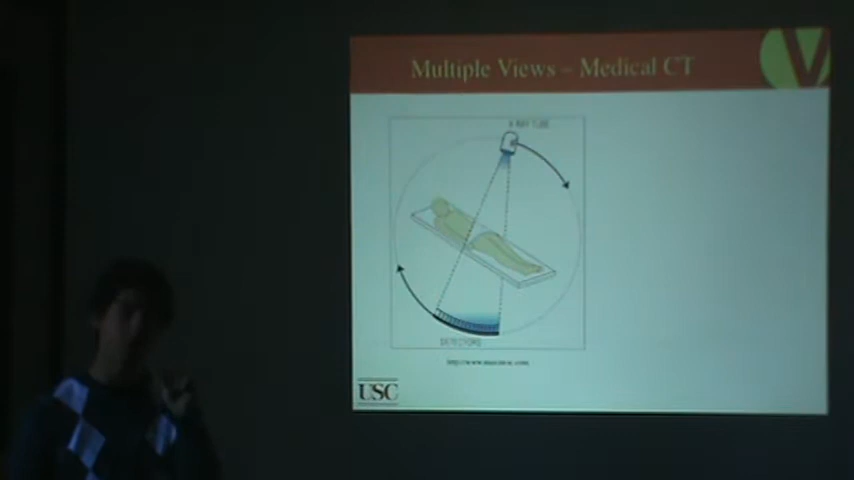 Multiple Views – Medical CT
V
X-RAY TUBE
DETECTORS
USC